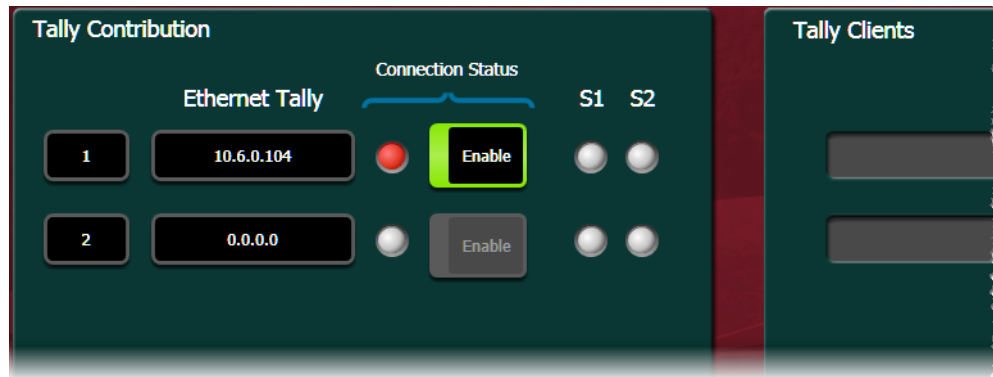 Tally Contribution
Connection Status
Ethernet Tally S1 S2
1 10.6.0.104 Enable
2 0.0.0.0 Enable
Tally Clients